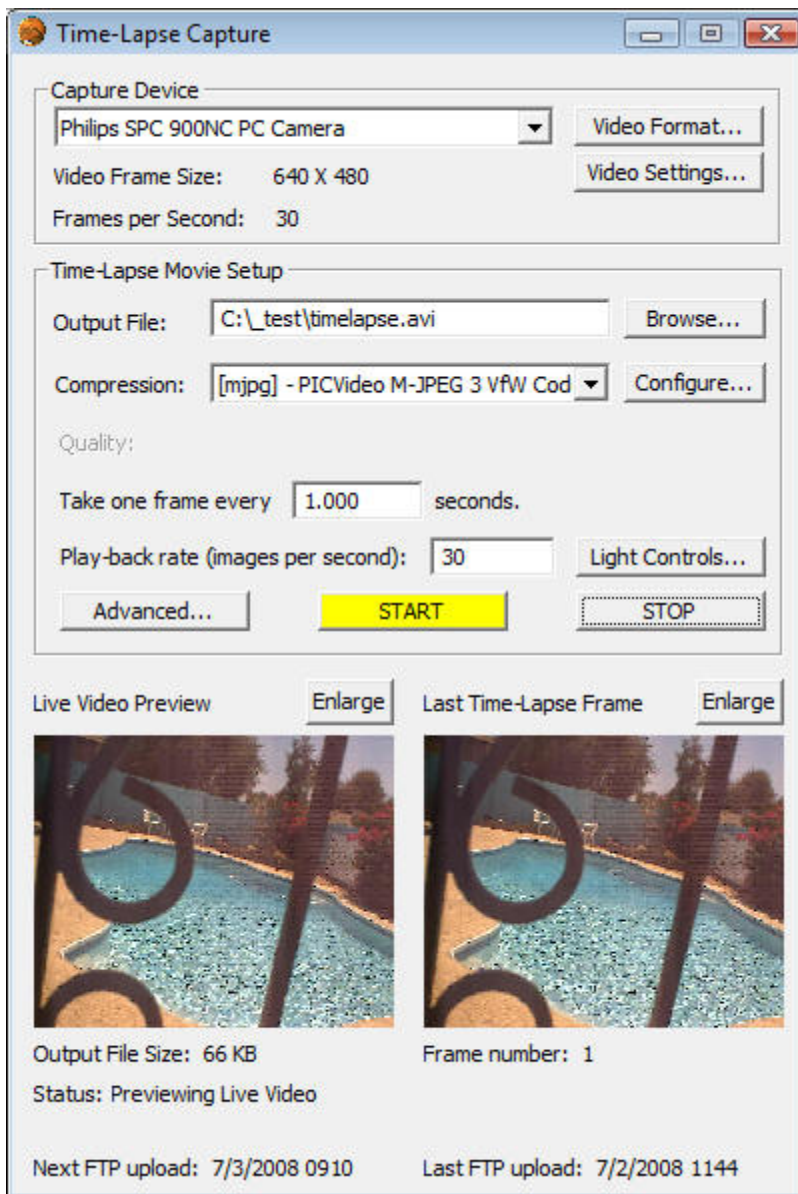 Time-Lapse Capture
Capture Device
Philips SPC 900NC PC Camera
Video Format...
Video Frame Size: 640 X 480
Video Settings...
Frames per Second: 30
Time-Lapse Movie Setup
Output File: C:\_test\timelapse.avi
Browse...
Compression: [mjpg] - PICVideo M-JPEG 3 VfW Cod
Configure...
Quality:
Take one frame every 1.000 seconds.
Play-back rate (images per second): 30
Light Controls...
Advanced...
START
STOP
Live Video Preview
Enlarge
Last Time-Lapse Frame
Enlarge
Output File Size: 66 KB
Frame number: 1
Status: Previewing Live Video
Next FTP upload: 7/3/2008 0910
Last FTP upload: 7/2/2008 1144